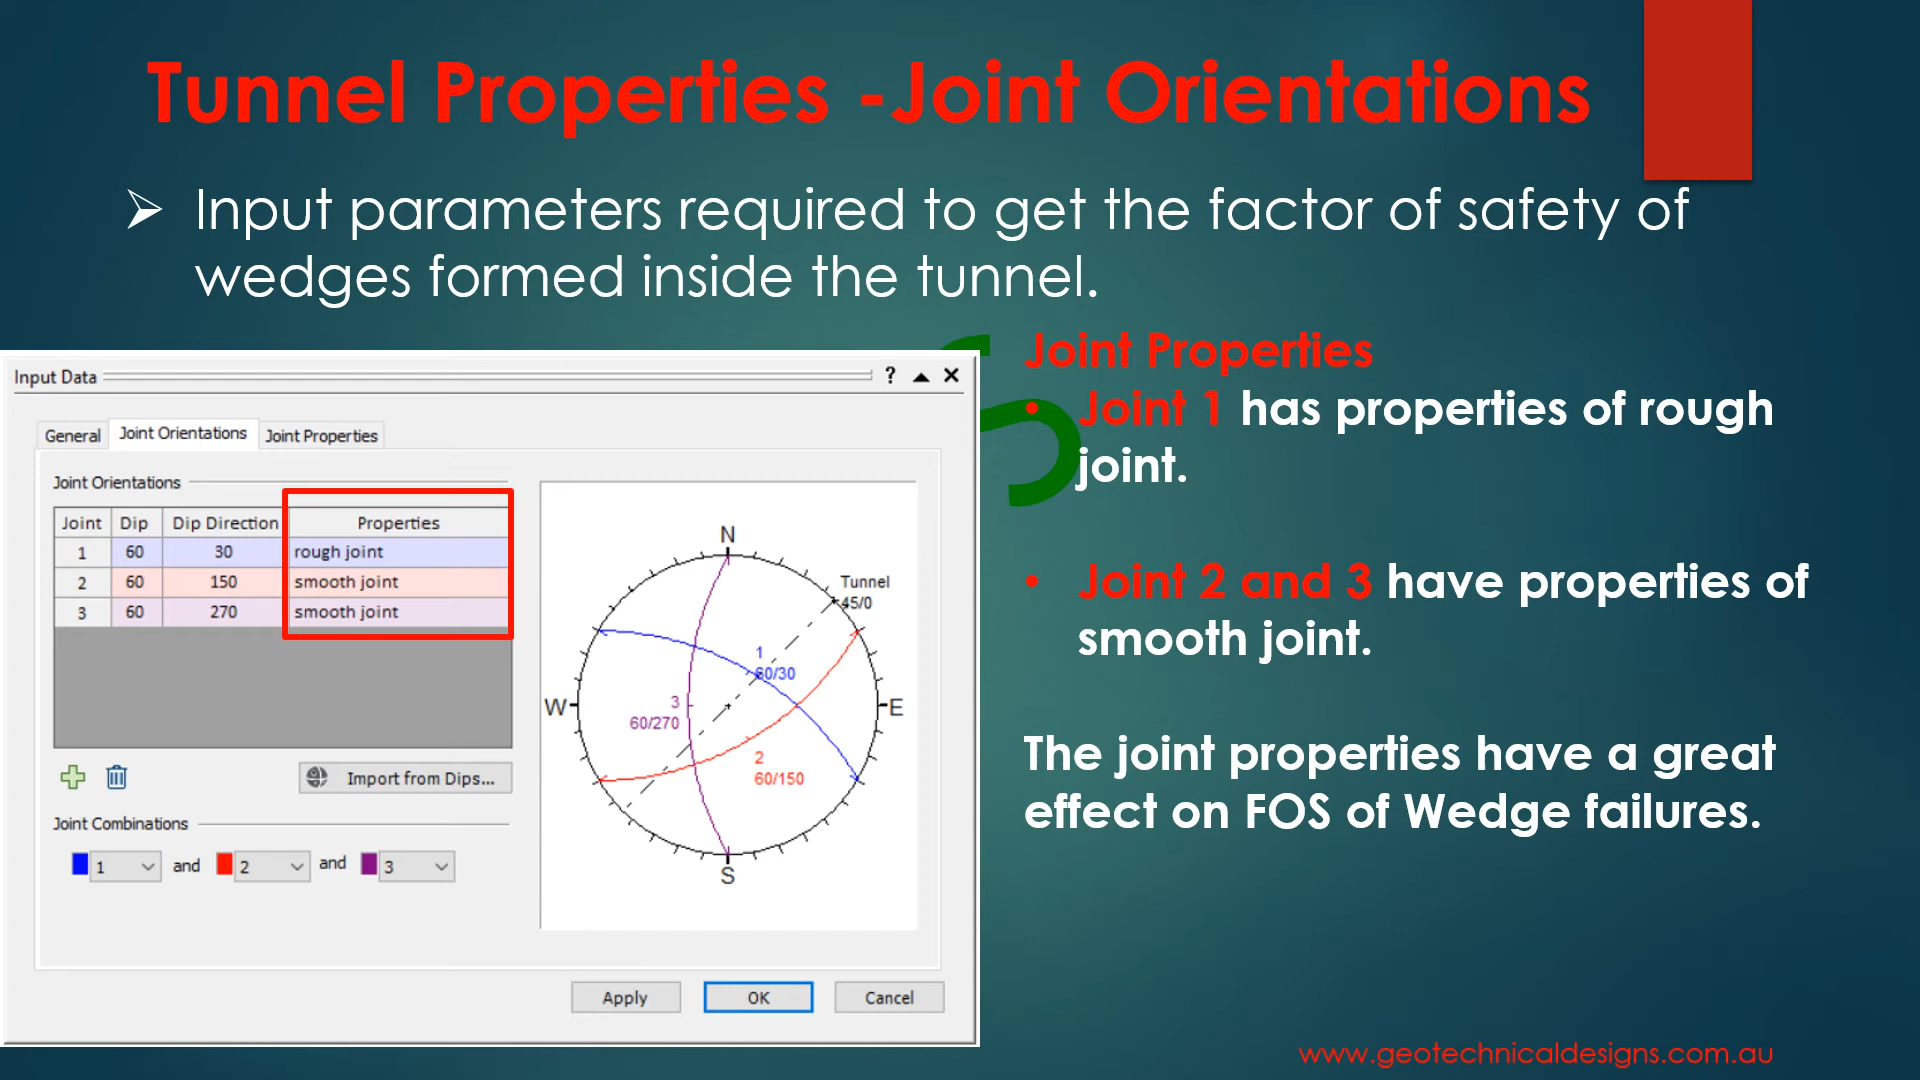 Tunnel Properties -Joint Orientations
➢ Input parameters required to get the factor of safety of
wedges formed inside the tunnel.
Input Data ? ▲ ✕
General Joint Orientations Joint Properties
Joint Orientations
Joint Dip Dip Direction Properties
1 60 30 rough joint
2 60 150 smooth joint
3 60 270 smooth joint
Import from Dips...
Joint Combinations
1 and 2 and 3
N
Tunnel
45/0
1
60/30
W
E
3
60/270
2
60/150
S
Apply OK Cancel
Joint Properties
• Joint 1 has properties of rough
joint.
• Joint 2 and 3 have properties of
smooth joint.
The joint properties have a great
effect on FOS of Wedge failures.
www.geotechnicaldesigns.com.au